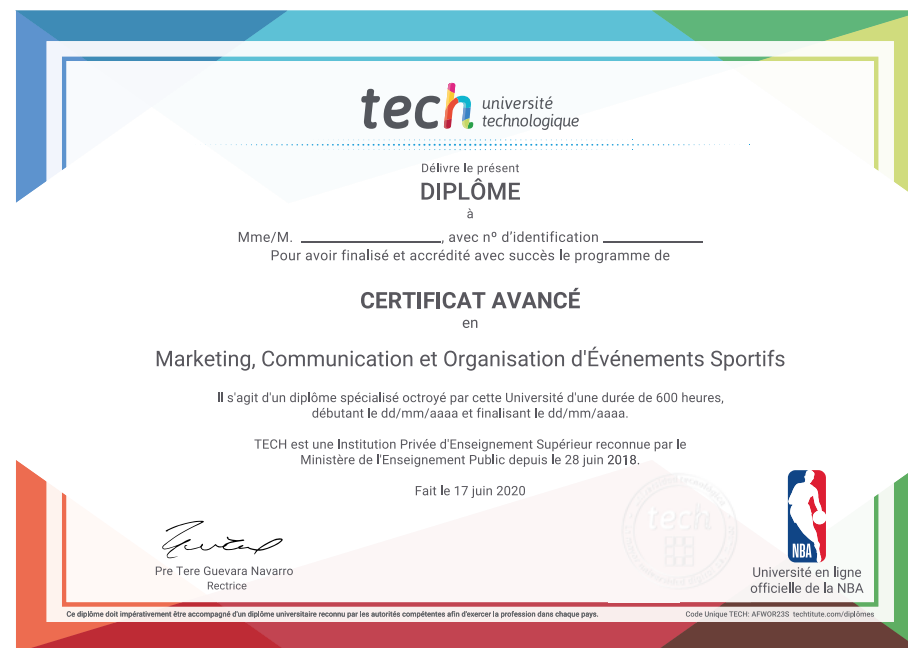 tech université
technologique
Délivre le présent
DIPLÔME
à
Mme/M. ____________________, avec nº d'identification ______________
Pour avoir finalisé et accrédité avec succès le programme de
CERTIFICAT AVANCÉ
en
Marketing, Communication et Organisation d'Événements Sportifs
Il s'agit d'un diplôme spécialisé octroyé par cette Université d'une durée de 600 heures,
débutant le dd/mm/aaaa et finalisant le dd/mm/aaaa.
TECH est une Institution Privée d'Enseignement Supérieur reconnue par le
Ministère de l'Enseignement Public depuis le 28 juin 2018.
Fait le 17 juin 2020
tech
NBA
Pre Tere Guevara Navarro
Rectrice
Université en ligne
officielle de la NBA
Ce diplôme doit impérativement être accompagné d'un diplôme universitaire reconnu par les autorités compétentes afin d'exercer la profession dans chaque pays.
Code Unique TECH: AFWOR23S techtitute.com/diplômes